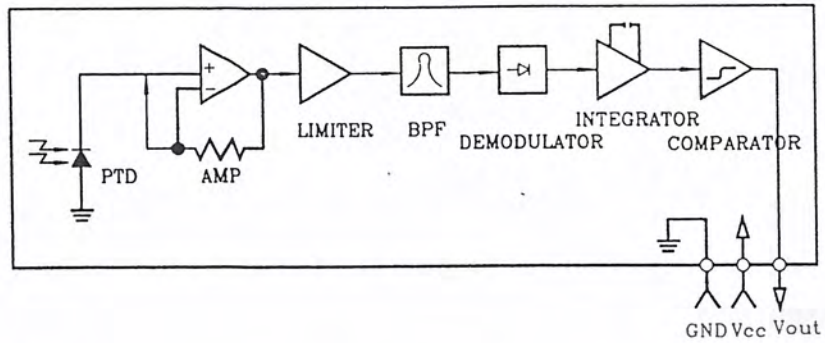 LIMITER
BPF
DEMODULATOR
INTEGRATOR
COMPARATOR
PTD
AMP
+
−
GND Vcc Vout